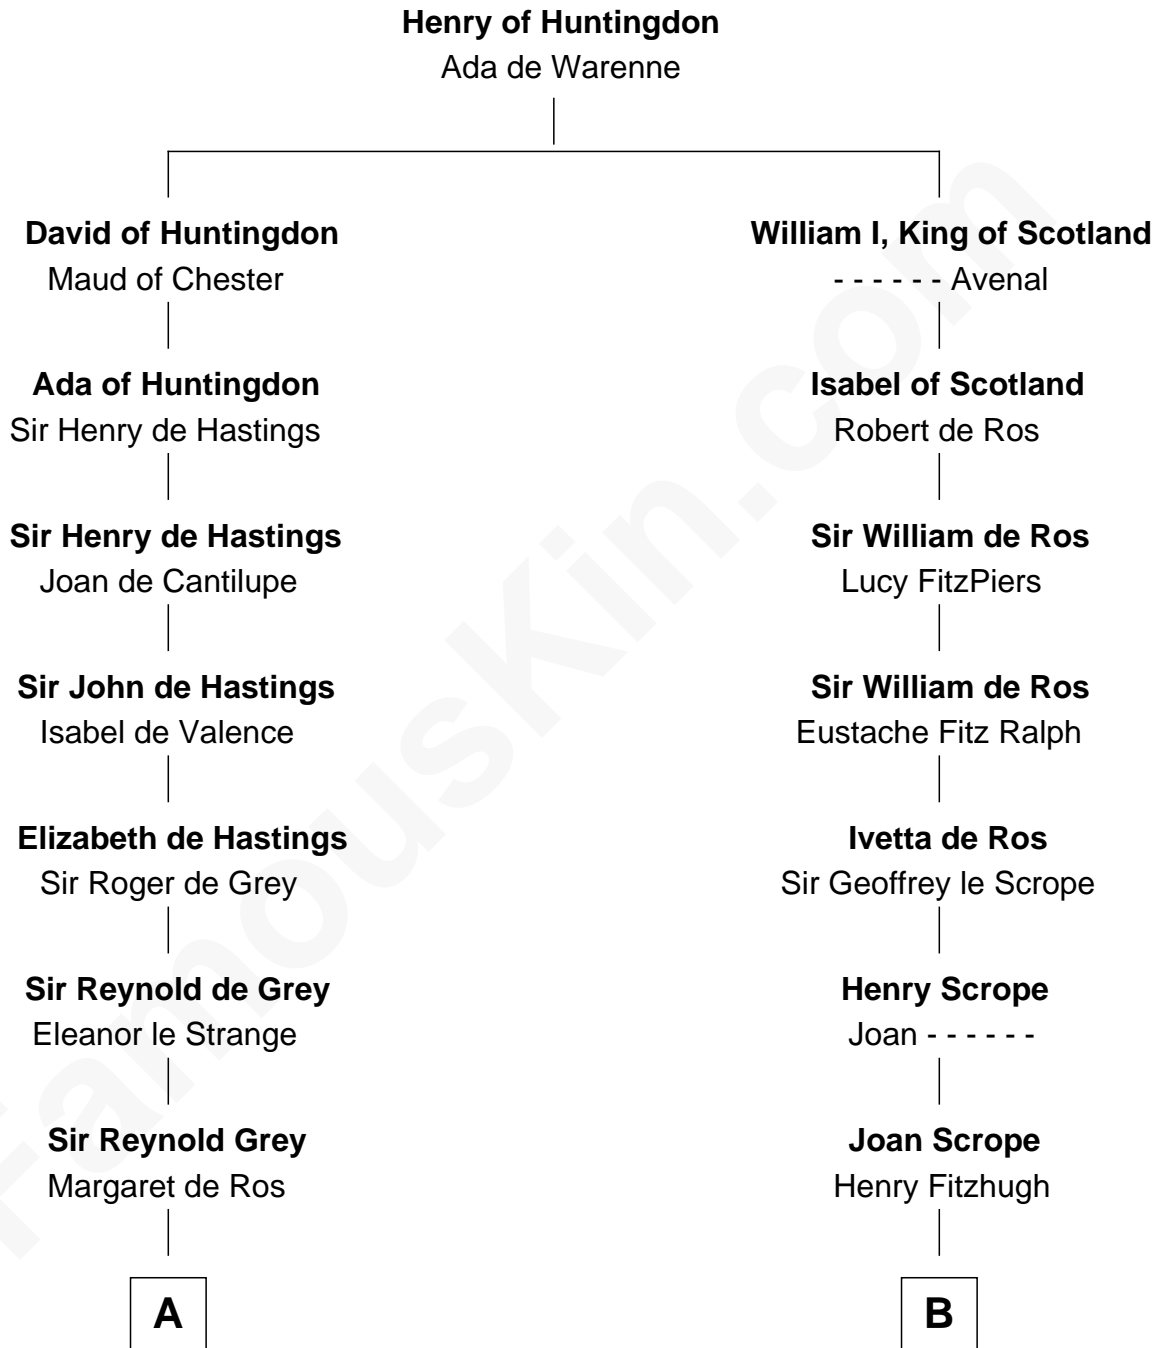 Henry of Huntingdon
Ada de Warenne
David of Huntingdon
Maud of Chester
William I, King of Scotland
- - - - - - Avenal
Ada of Huntingdon
Sir Henry de Hastings
Isabel of Scotland
Robert de Ros
Sir Henry de Hastings
Joan de Cantilupe
Sir William de Ros
Lucy FitzPiers
Sir John de Hastings
Isabel de Valence
Sir William de Ros
Eustache Fitz Ralph
Elizabeth de Hastings
Sir Roger de Grey
Ivetta de Ros
Sir Geoffrey le Scrope
Sir Reynold de Grey
Eleanor le Strange
Henry Scrope
Joan - - - - - -
Sir Reynold Grey
Margaret de Ros
Joan Scrope
Henry Fitzhugh
A
B
FamousKin.com